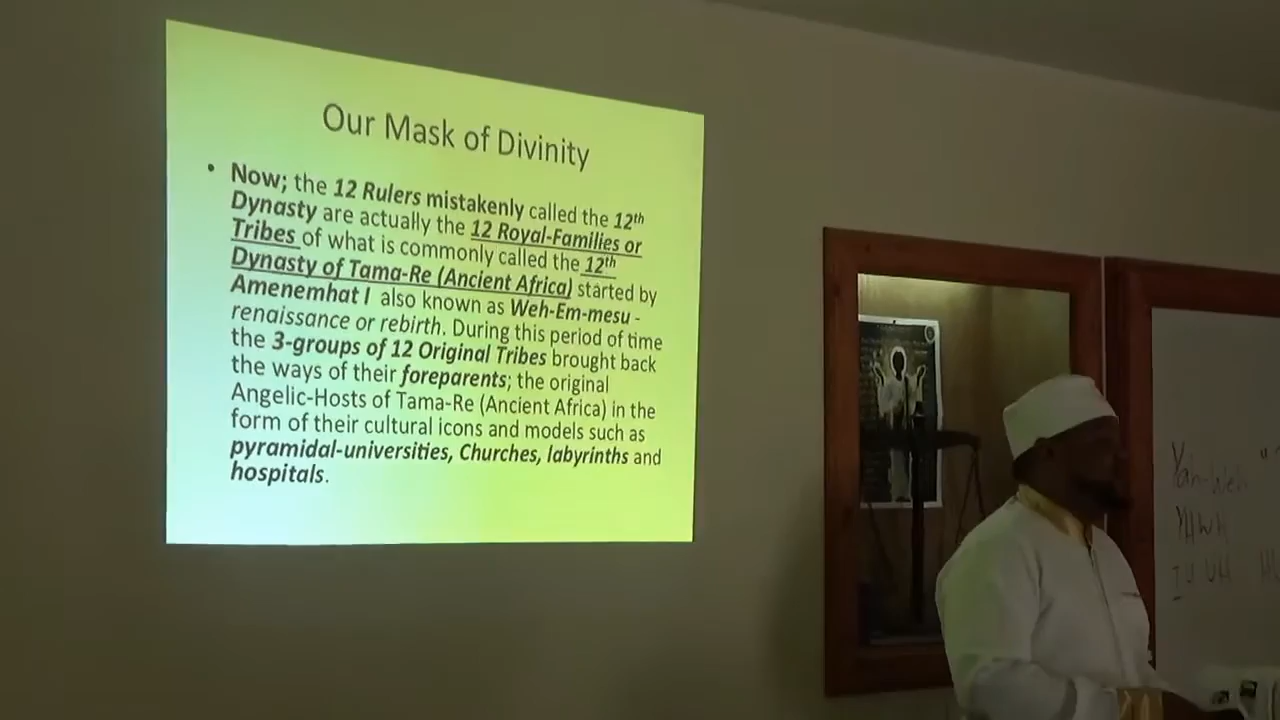 Our Mask of Divinity
• Now; the 12 Rulers mistakenly called the 12th
Dynasty are actually the 12 Royal-Families or
Tribes of what is commonly called the 12th
Dynasty of Tama-Re (Ancient Africa) started by
Amenemhat I also known as Weh-Em-mesu -
renaissance or rebirth. During this period of time
the 3-groups of 12 Original Tribes brought back
the ways of their foreparents; the original
Angelic-Hosts of Tama-Re (Ancient Africa) in the
form of their cultural icons and models such as
pyramidal-universities, Churches, labyrinths and
hospitals.
Yah-Weh "
YHWH